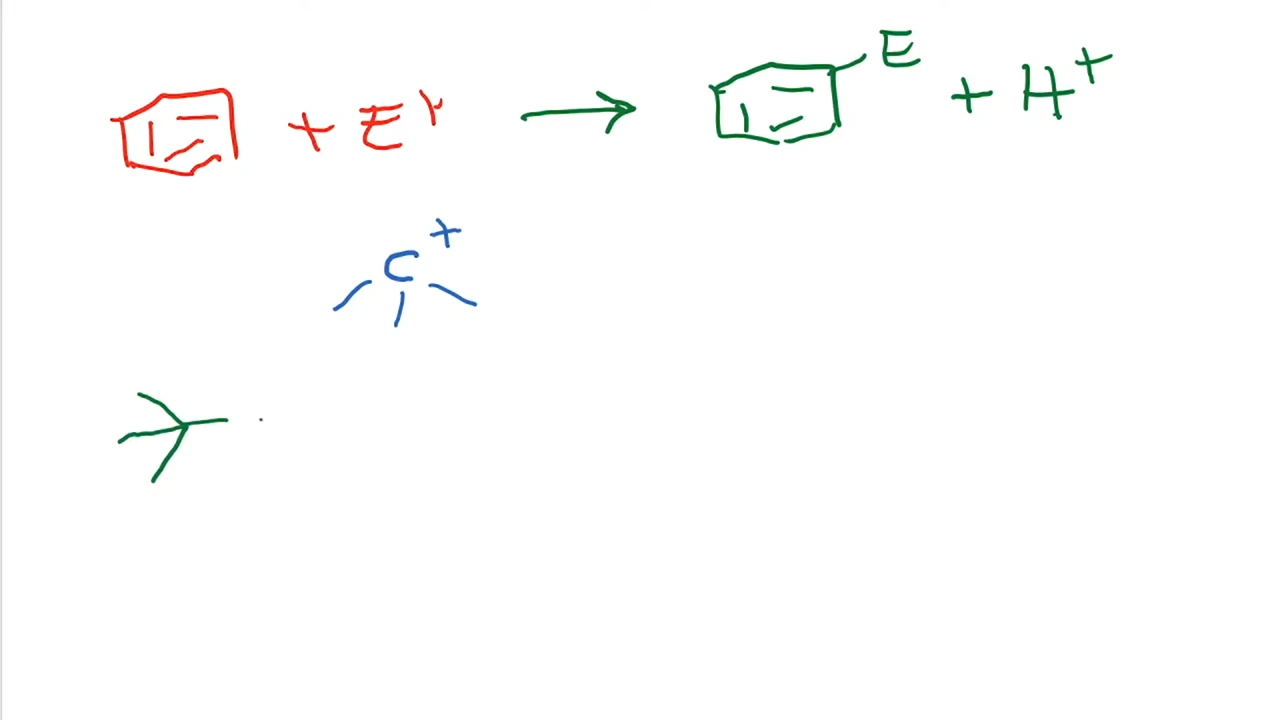 + E⁺ → E + H⁺
C⁺